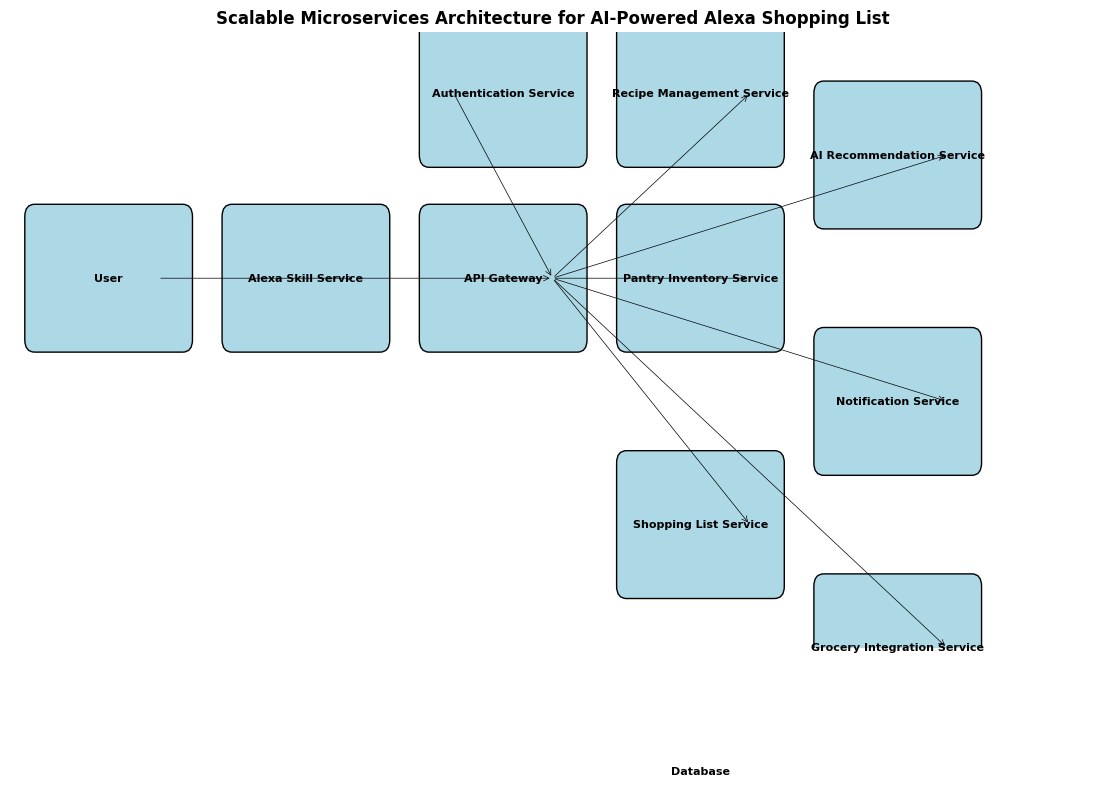 Scalable Microservices Architecture for AI-Powered Alexa Shopping List
Authentication Service
Recipe Management Service
AI Recommendation Service
User
Alexa Skill Service
API Gateway
Pantry Inventory Service
Notification Service
Shopping List Service
Grocery Integration Service
Database